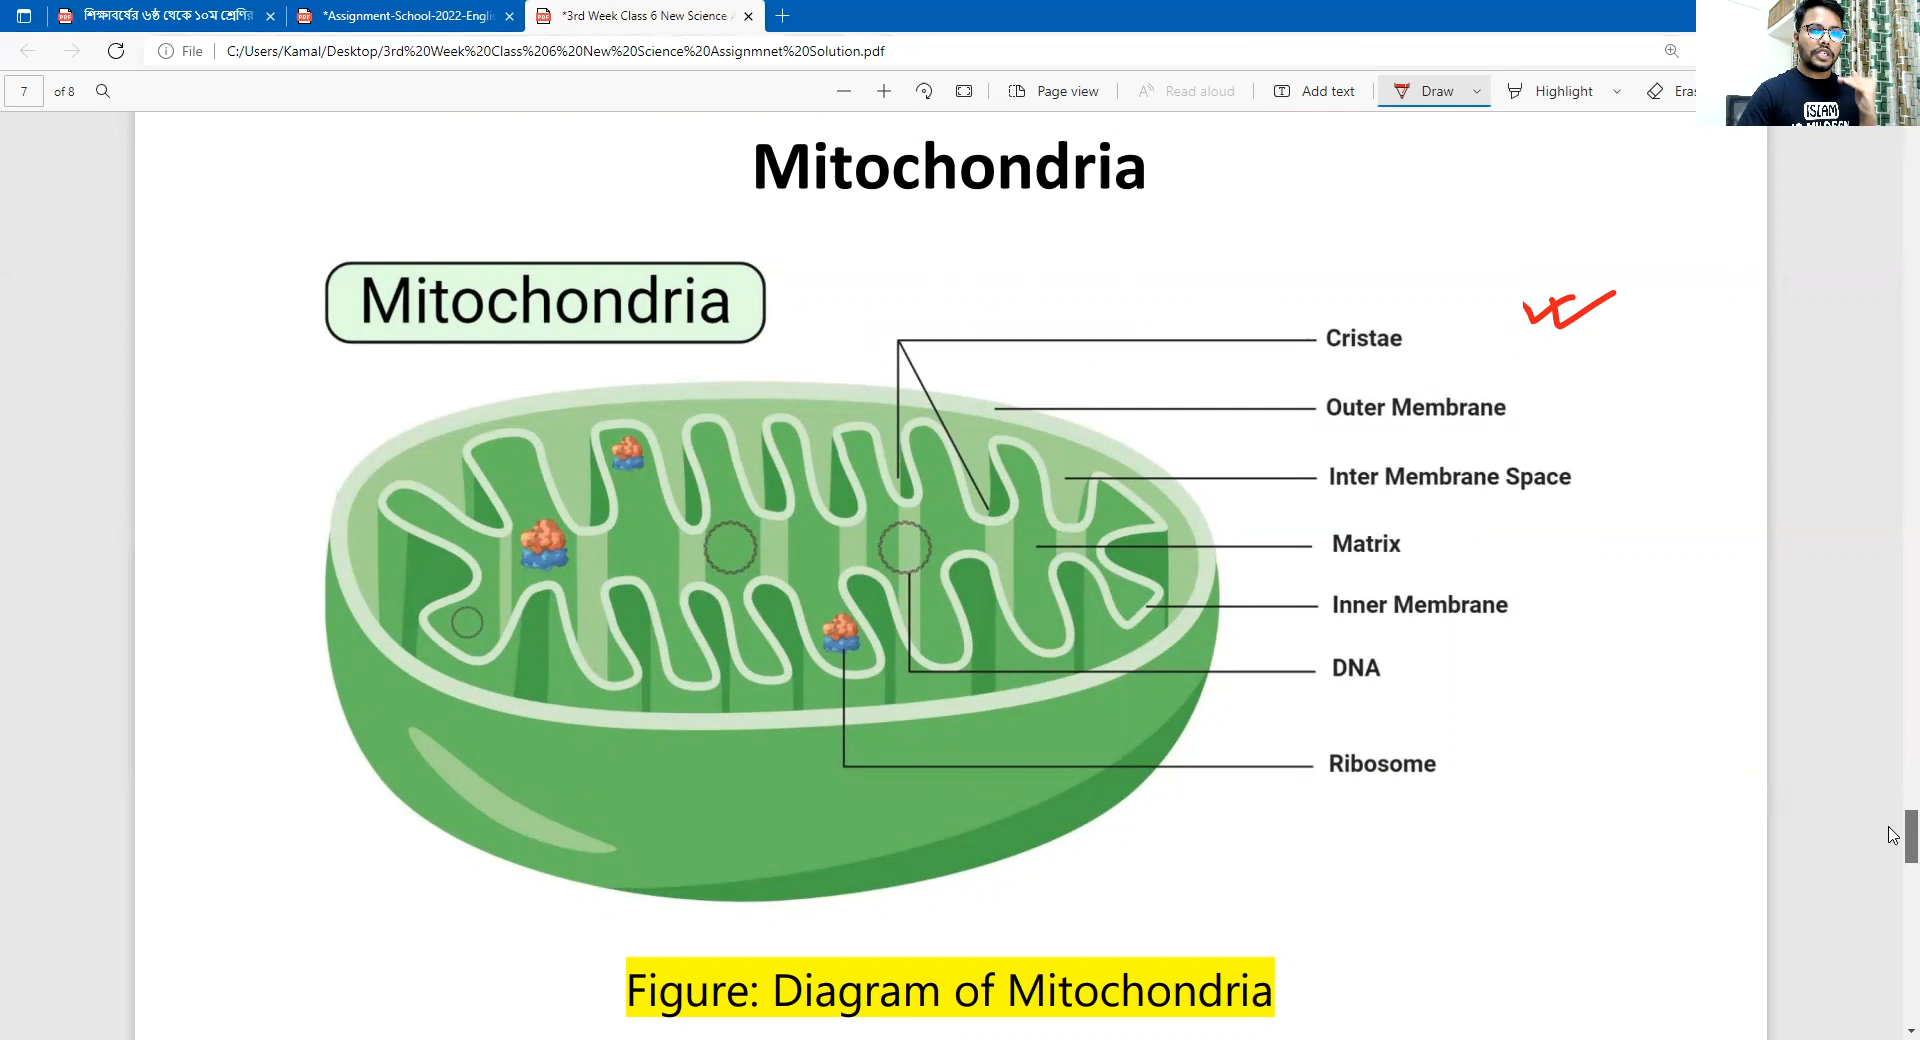 শিক্ষাবর্ষের ৬ষ্ঠ থেকে ১০ম শ্রেণির
*Assignment-School-2022-Englis
*3rd Week Class 6 New Science A
File
C:/Users/Kamal/Desktop/3rd%20Week%20Class%206%20New%20Science%20Assignmnet%20Solution.pdf
7 of 8
Page view
Read aloud
Add text
Draw
Highlight
Eras
ISLAM
Mitochondria
Mitochondria
Cristae
Outer Membrane
Inter Membrane Space
Matrix
Inner Membrane
DNA
Ribosome
Figure: Diagram of Mitochondria